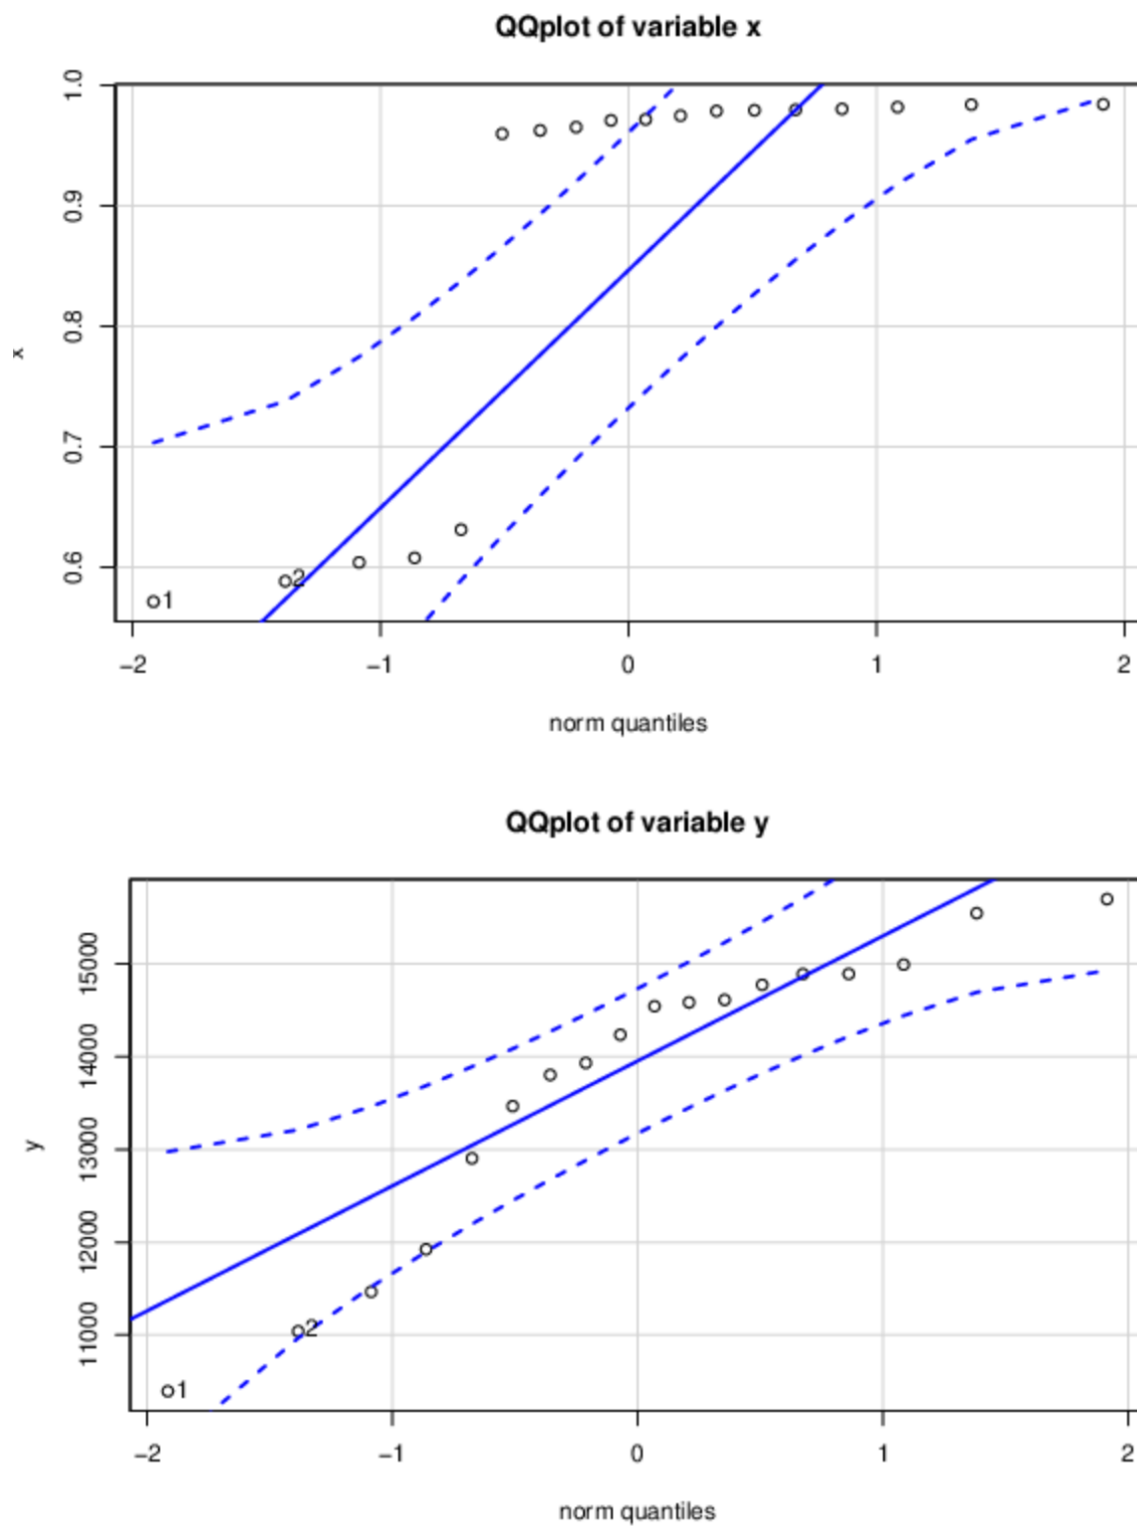 QQplot of variable x
1.0
0.9
0.8
0.7
0.6
x
1
2
−2 −1 0 1 2
norm quantiles
QQplot of variable y
15000
14000
13000
12000
11000
y
1
2
−2 −1 0 1 2
norm quantiles